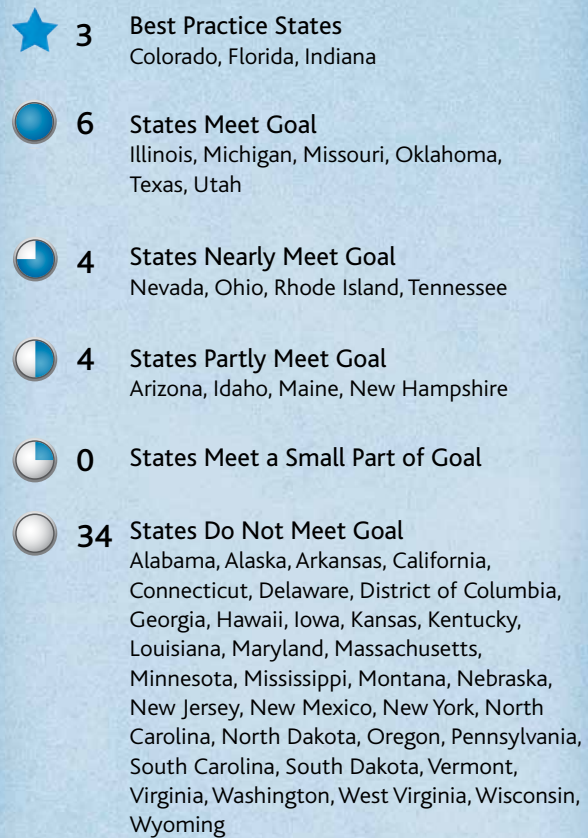 3 Best Practice States
Colorado, Florida, Indiana
6 States Meet Goal
Illinois, Michigan, Missouri, Oklahoma,
Texas, Utah
4 States Nearly Meet Goal
Nevada, Ohio, Rhode Island, Tennessee
4 States Partly Meet Goal
Arizona, Idaho, Maine, New Hampshire
0 States Meet a Small Part of Goal
34 States Do Not Meet Goal
Alabama, Alaska, Arkansas, California,
Connecticut, Delaware, District of Columbia,
Georgia, Hawaii, Iowa, Kansas, Kentucky,
Louisiana, Maryland, Massachusetts,
Minnesota, Mississippi, Montana, Nebraska,
New Jersey, New Mexico, New York, North
Carolina, North Dakota, Oregon, Pennsylvania,
South Carolina, South Dakota, Vermont,
Virginia, Washington, West Virginia, Wisconsin,
Wyoming